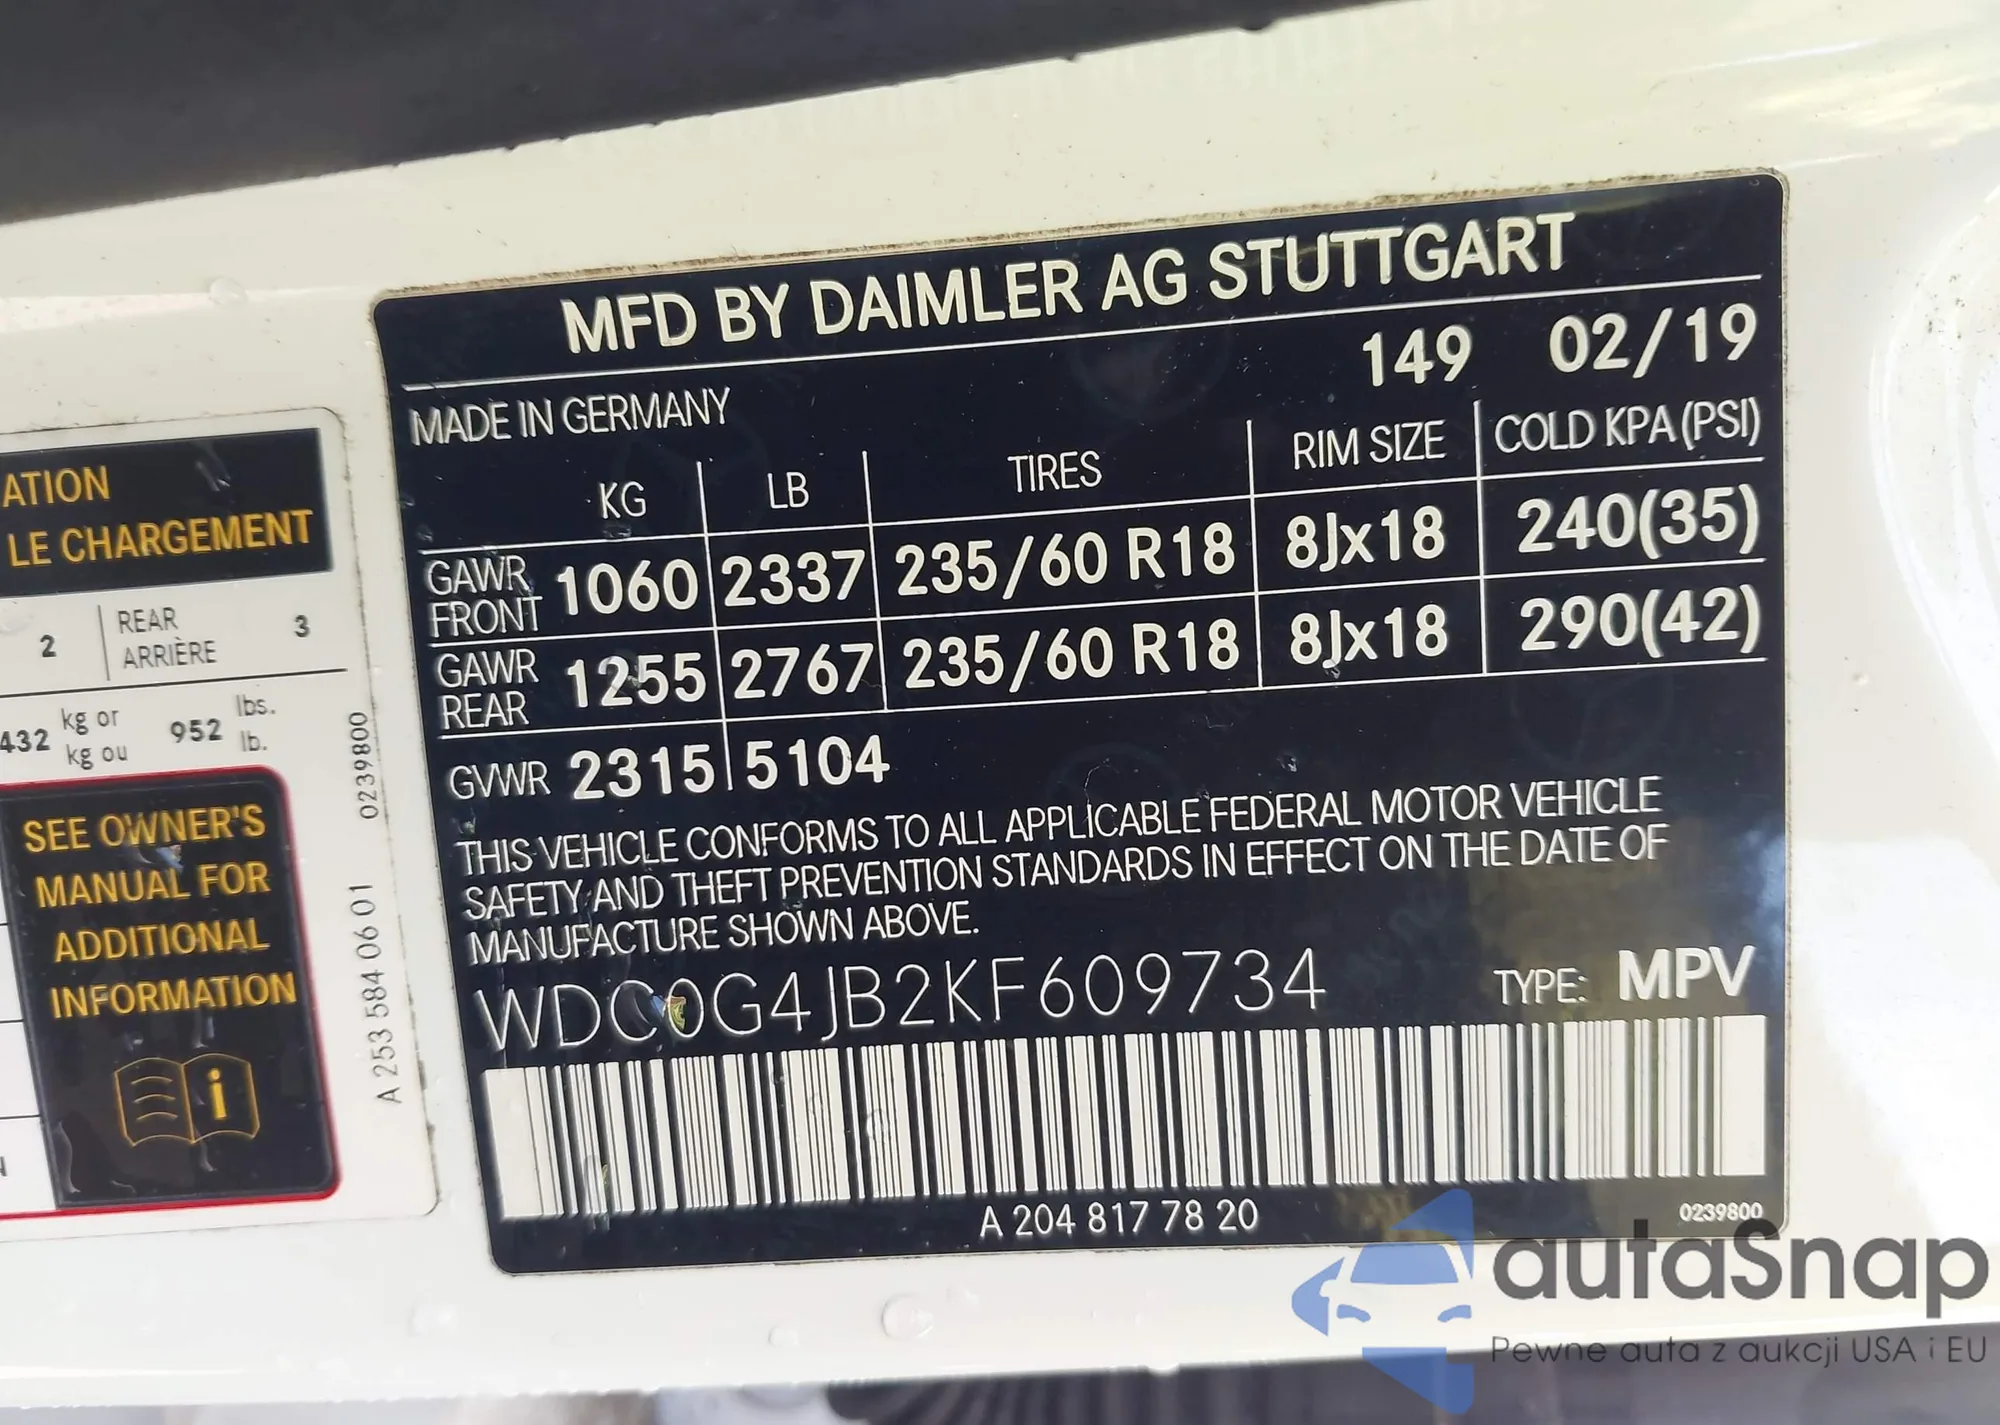 ATION
LE CHARGEMENT
2 REAR ARRIÈRE 3
432 kg or kg ou 952 lbs. lb.
SEE OWNER'S
MANUAL FOR
ADDITIONAL
INFORMATION
i
A 253 584 06 01 0239800
MFD BY DAIMLER AG STUTTGART
149 02/19
MADE IN GERMANY
KG LB TIRES RIM SIZE COLD KPA (PSI)
GAWR FRONT 1060 2337 235/60 R18 8Jx18 240(35)
GAWR REAR 1255 2767 235/60 R18 8Jx18 290(42)
GVWR 2315 5104
THIS VEHICLE CONFORMS TO ALL APPLICABLE FEDERAL MOTOR VEHICLE
SAFETY AND THEFT PREVENTION STANDARDS IN EFFECT ON THE DATE OF
MANUFACTURE SHOWN ABOVE.
WDC0G4JB2KF609734 TYPE: MPV
A 204 817 78 20 0239800
autaSnap
Pewne auta z aukcji USA i EU